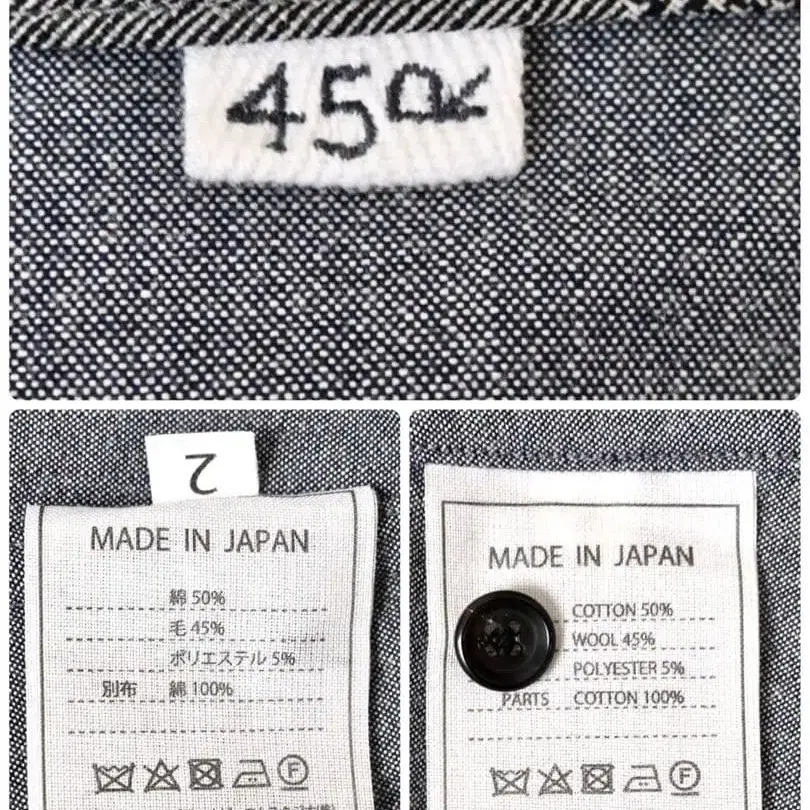 45R
2
MADE IN JAPAN
綿 50%
毛 45%
ポリエステル 5%
別布 綿 100%
F
MADE IN JAPAN
COTTON 50%
WOOL 45%
POLYESTER 5%
PARTS COTTON 100%
F